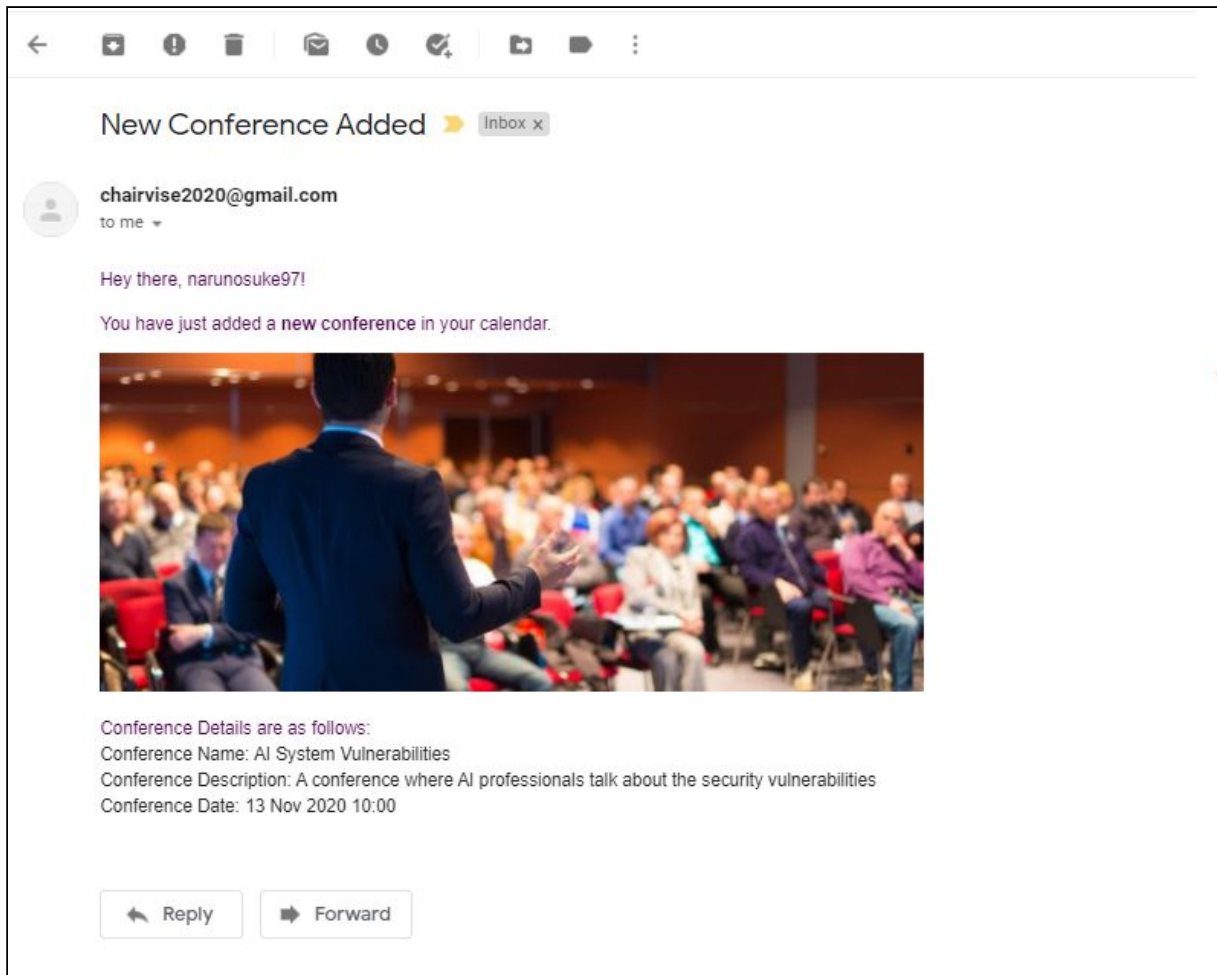 New Conference Added Inbox x
chairvise2020@gmail.com
to me
Hey there, narunosuke97!
You have just added a new conference in your calendar.
Conference Details are as follows:
Conference Name: AI System Vulnerabilities
Conference Description: A conference where AI professionals talk about the security vulnerabilities
Conference Date: 13 Nov 2020 10:00
Reply Forward